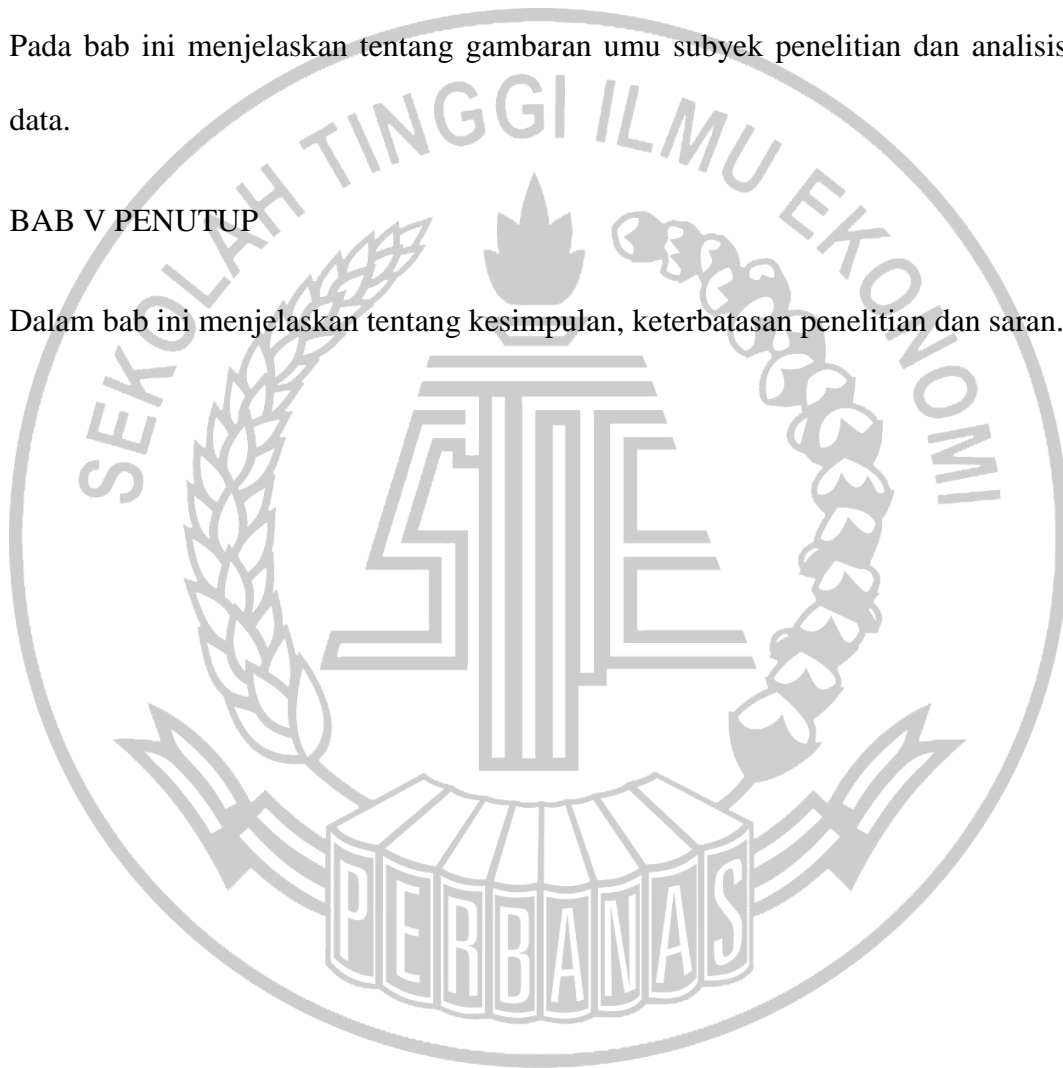 Pada bab ini menjelaskan tentang gambaran umu subyek penelitian dan analisis
data.
SEKOLAH TINGGI ILMU EKONOMI
BAB V PENUTUP
Dalam bab ini menjelaskan tentang kesimpulan, keterbatasan penelitian dan saran.
STIE
PERBANAS